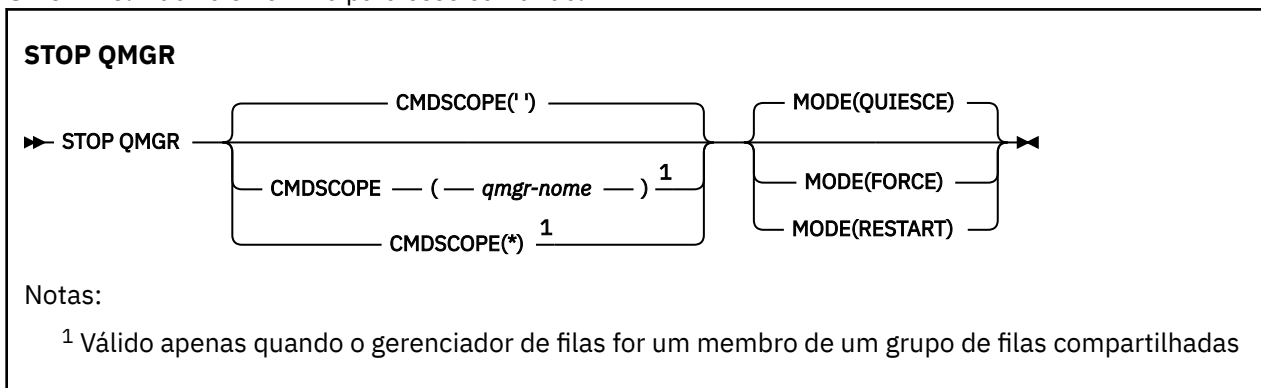 STOP QMGR
CMDSCOPE(' ')
MODE(QUIESCE)
STOP QMGR
CMDSCOPE ( qmgr-nome ) 1
MODE(FORCE)
CMDSCOPE(*) 1
MODE(RESTART)
Notas:
1 Válido apenas quando o gerenciador de filas for um membro de um grupo de filas compartilhadas